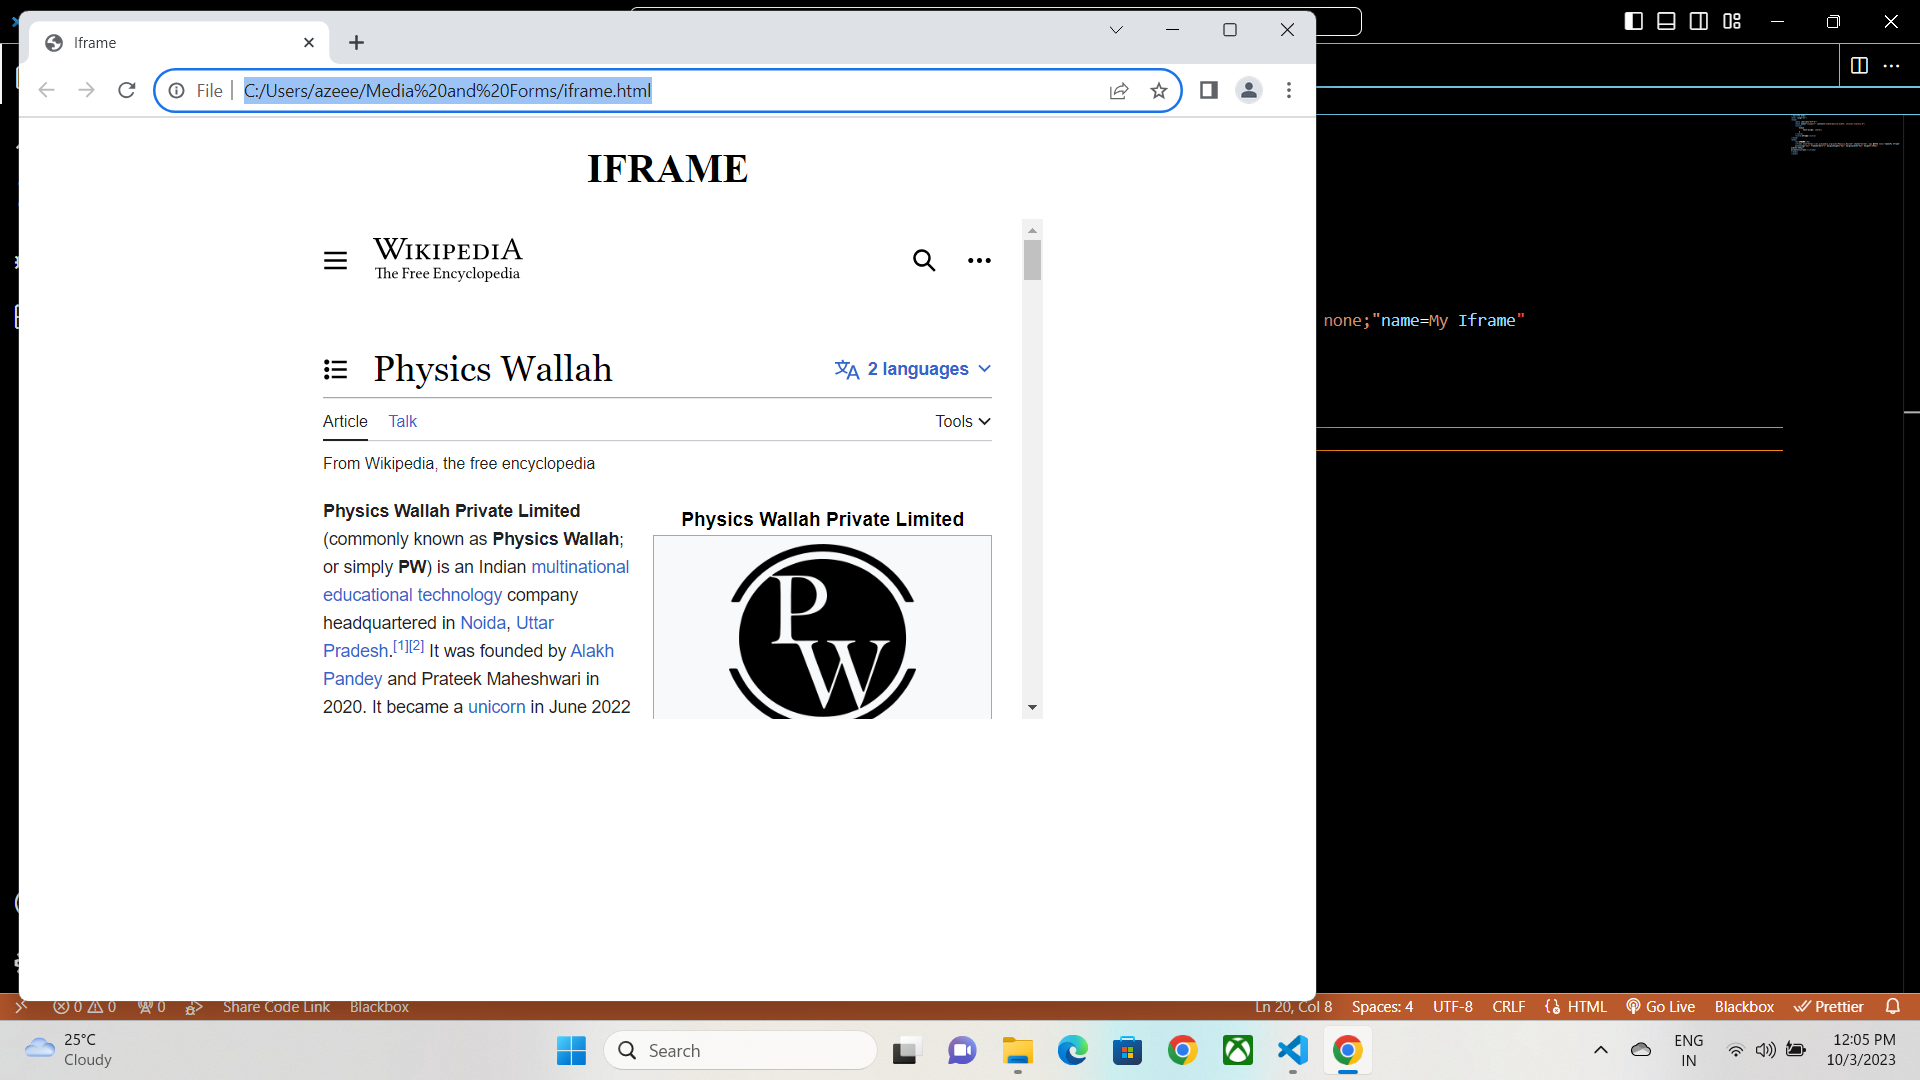 Iframe
File
C:/Users/azeee/Media%20and%20Forms/iframe.html
IFRAME
WIKIPEDIA
The Free Encyclopedia
Physics Wallah
2 languages
Article
Talk
Tools
From Wikipedia, the free encyclopedia
Physics Wallah Private Limited
(commonly known as Physics Wallah;
or simply PW) is an Indian multinational
educational technology company
headquartered in Noida, Uttar
Pradesh.[1][2] It was founded by Alakh
Pandey and Prateek Maheshwari in
2020. It became a unicorn in June 2022
Physics Wallah Private Limited
PW
none;"name=My Iframe"
0
0
0
Share Code Link
Blackbox
Ln 20, Col 8
Spaces: 4
UTF-8
CRLF
HTML
Go Live
Blackbox
Prettier
25°C
Cloudy
Search
ENG
IN
12:05 PM
10/3/2023